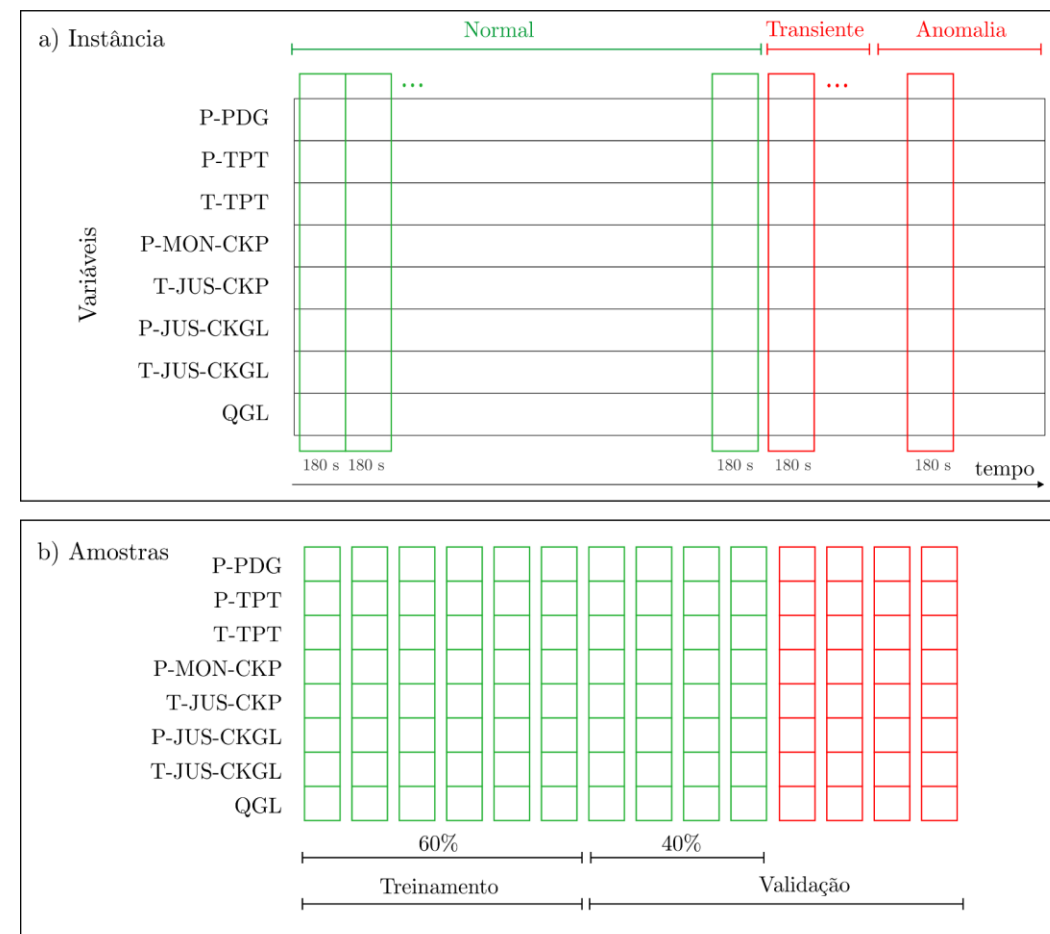 a) Instância
Normal
Transiente
Anomalia
...
...
Variáveis
P-PDG
P-TPT
T-TPT
P-MON-CKP
T-JUS-CKP
P-JUS-CKGL
T-JUS-CKGL
QGL
180 s 180 s 180 s 180 s 180 s
tempo
b) Amostras
P-PDG
P-TPT
T-TPT
P-MON-CKP
T-JUS-CKP
P-JUS-CKGL
T-JUS-CKGL
QGL
60% 40%
Treinamento Validação